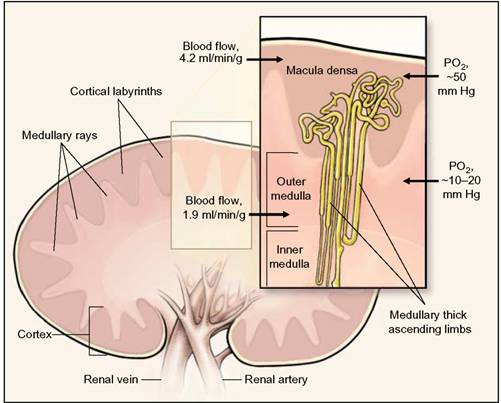 Blood flow,
4.2 ml/min/g
Macula densa
PO2,
~50
mm Hg
Cortical labyrinths
Medullary rays
Outer
medulla
PO2,
~10–20
mm Hg
Blood flow,
1.9 ml/min/g
Inner
medulla
Medullary thick
ascending limbs
Cortex
Renal vein
Renal artery